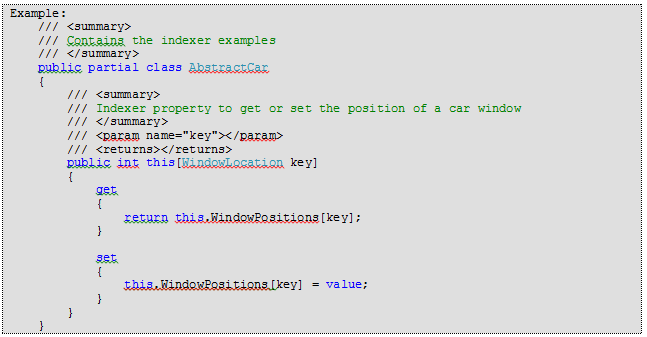 Example:
/// <summary>
/// Contains the indexer examples
/// </summary>
public partial class AbstractCar
{
/// <summary>
/// Indexer property to get or set the position of a car window
/// </summary>
/// <param name="key"></param>
/// <returns></returns>
public int this[WindowLocation key]
{
get
{
return this.WindowPositions[key];
}
set
{
this.WindowPositions[key] = value;
}
}
}